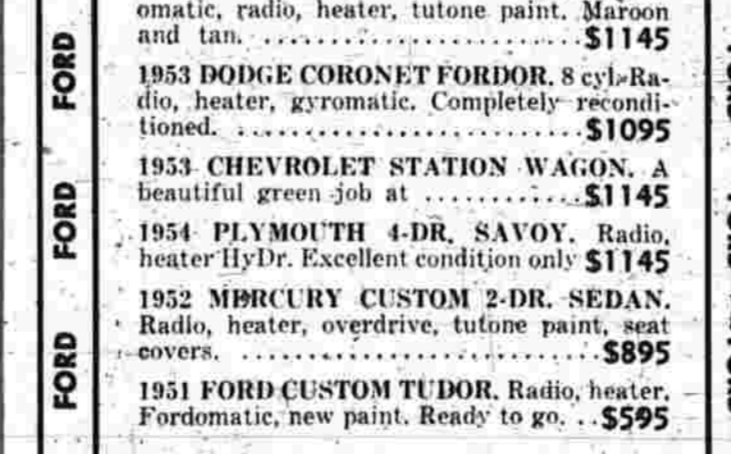 omatic, radio, heater, tutone paint. Maroon
and tan. ............................$1145
1953 DODGE CORONET FORDOR. 8 cyl. Ra-
dio, heater, gyromatic. Completely recondi-
tioned. ..............................$1095
1953 CHEVROLET STATION WAGON. A
beautiful green job at ..............$1145
1954 PLYMOUTH 4-DR. SAVOY. Radio,
heater HyDr. Excellent condition only $1145
1952 MERCURY CUSTOM 2-DR. SEDAN.
Radio, heater, overdrive, tutone paint, seat
covers. ..............................$895
1951 FORD CUSTOM TUDOR. Radio, heater,
Fordomatic, new paint. Ready to go. ..$595
FORD
FORD
FORD